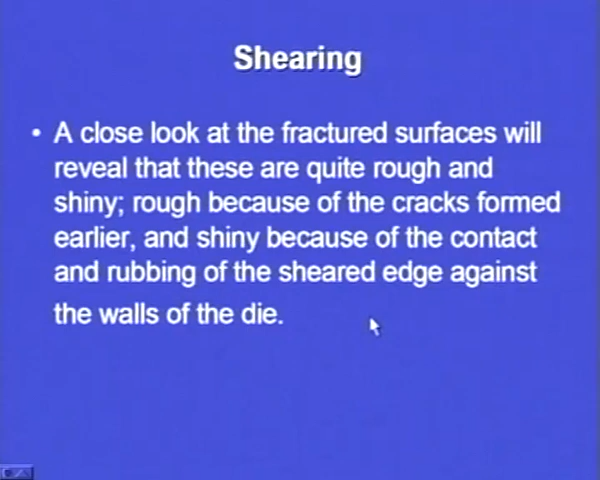 Shearing
• A close look at the fractured surfaces will
reveal that these are quite rough and
shiny; rough because of the cracks formed
earlier, and shiny because of the contact
and rubbing of the sheared edge against
the walls of the die.